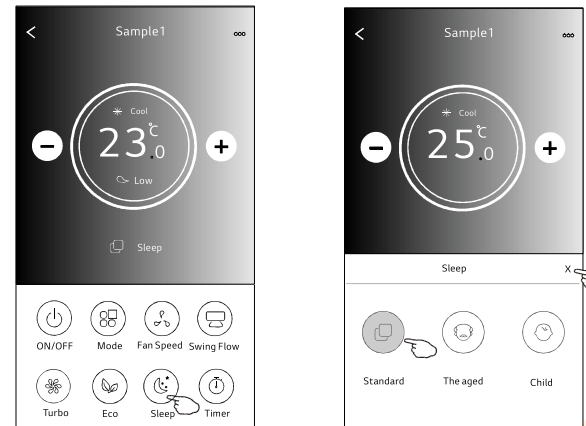 Sample1
Cool
23.0°C
Low
Sleep
ON/OFF Mode Fan Speed Swing Flow
Turbo Eco Sleep Timer
Sample1
Cool
25.0°C
Sleep X
Standard The aged Child